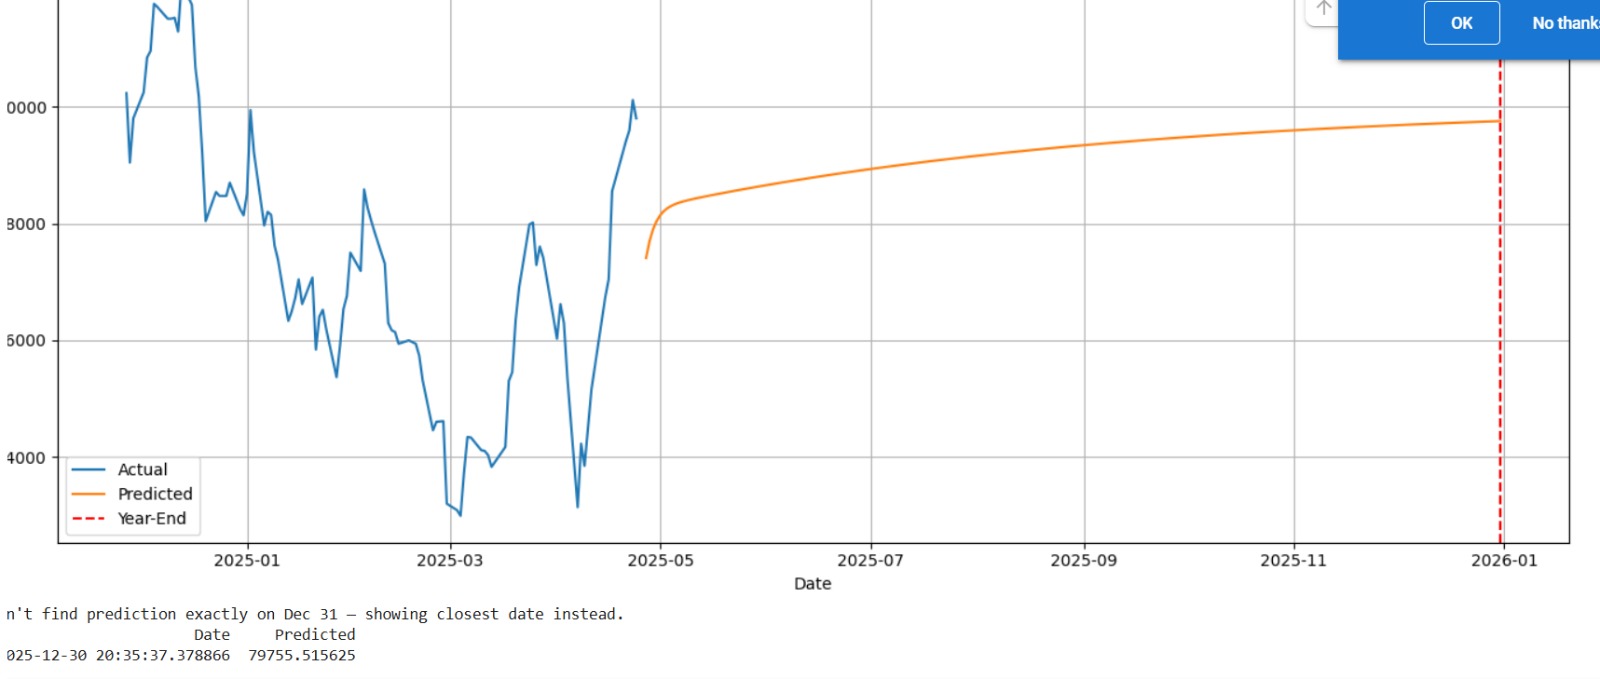 OK No thanks
0000
8000
6000
4000
Actual
Predicted
Year-End
2025-01 2025-03 2025-05 2025-07 2025-09 2025-11 2026-01
Date
n't find prediction exactly on Dec 31 — showing closest date instead.
Date Predicted
025-12-30 20:35:37.378866 79755.515625